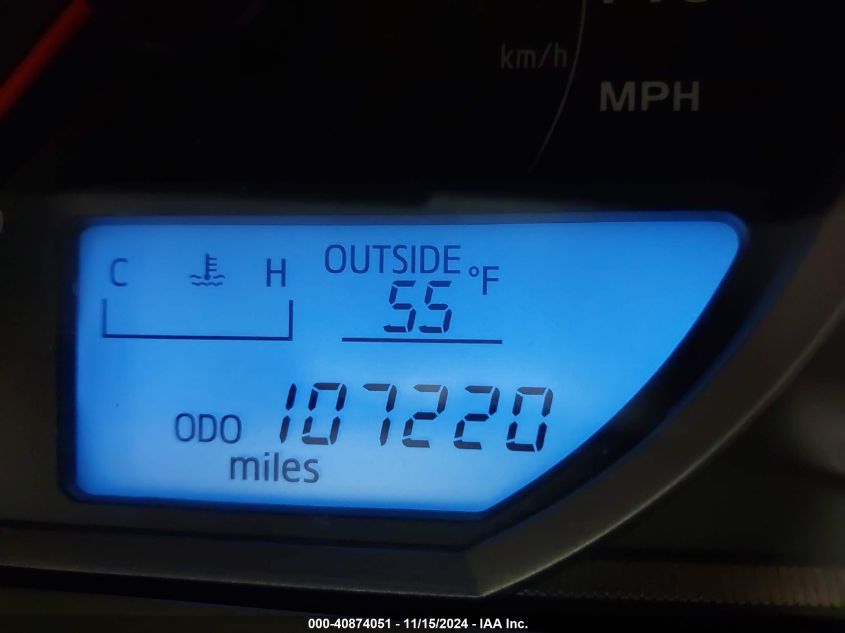 km/h
MPH
C H OUTSIDE °F
55
ODO 107220
miles
000-40874051 - 11/15/2024 - IAA Inc.